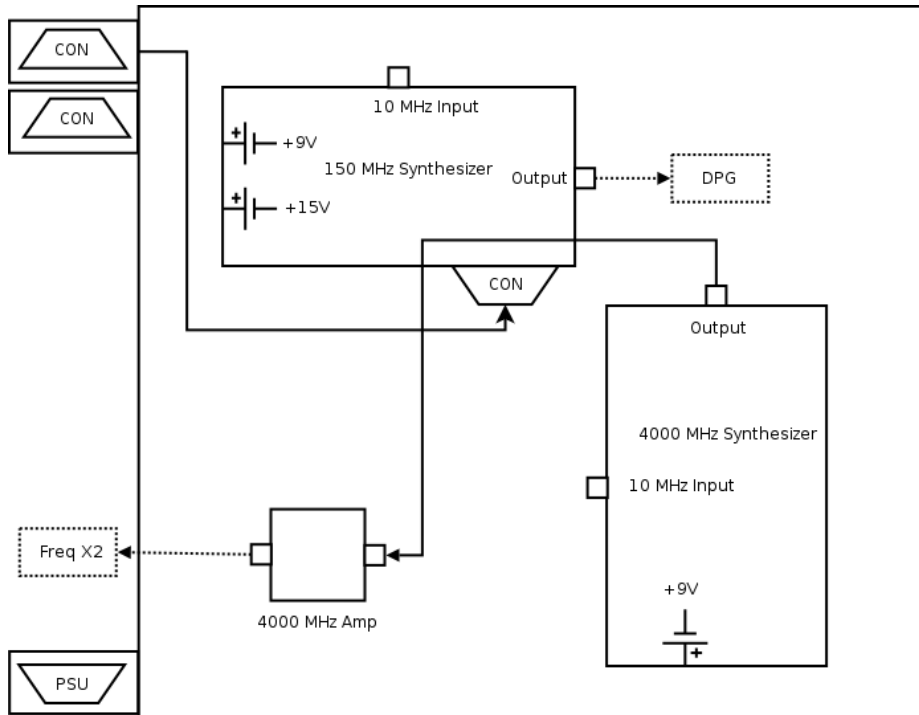 CON
CON
10 MHz Input
+9V
150 MHz Synthesizer
Output
DPG
+15V
CON
Output
4000 MHz Synthesizer
10 MHz Input
Freq X2
4000 MHz Amp
+9V
PSU